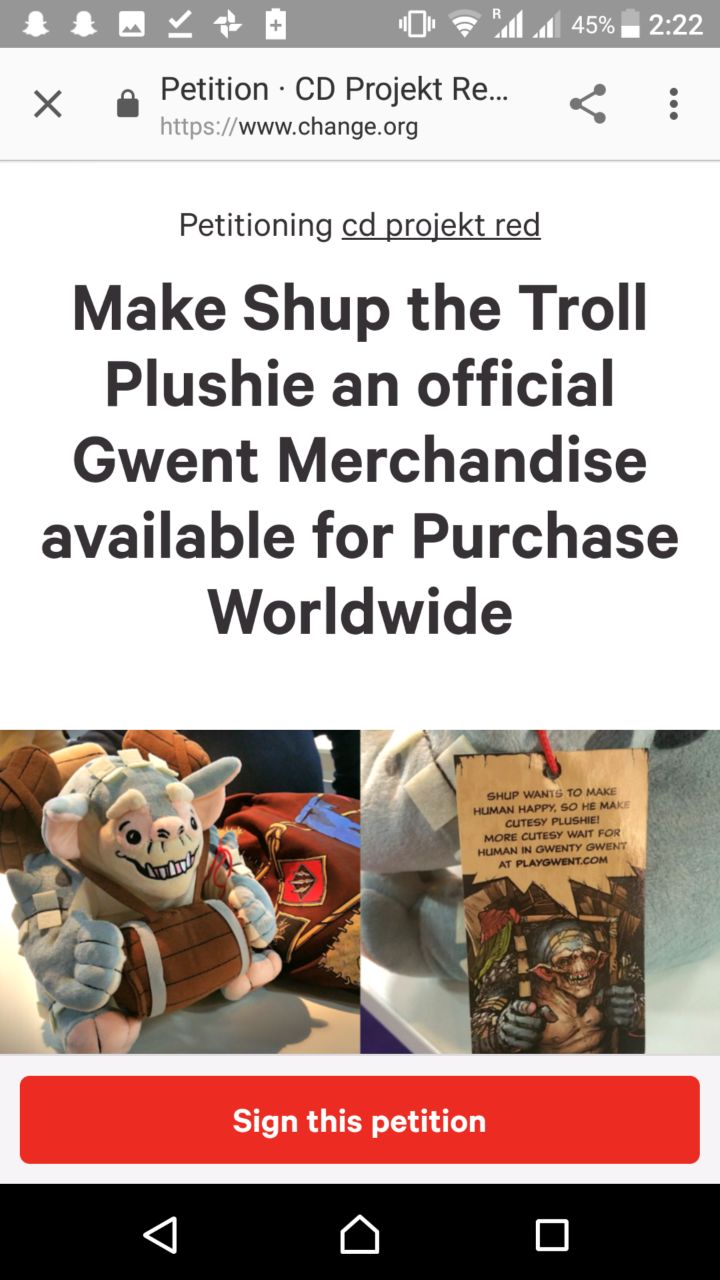 R
45%
2:22
Petition · CD Projekt Re...
https://www.change.org
Petitioning cd projekt red
Make Shup the Troll
Plushie an official
Gwent Merchandise
available for Purchase
Worldwide
SHUP WANTS TO MAKE
HUMAN HAPPY, SO HE MAKE
CUTESY PLUSHIE!
MORE CUTESY WAIT FOR
HUMAN IN GWENTY GWENT
AT PLAYGWENT.COM
Sign this petition